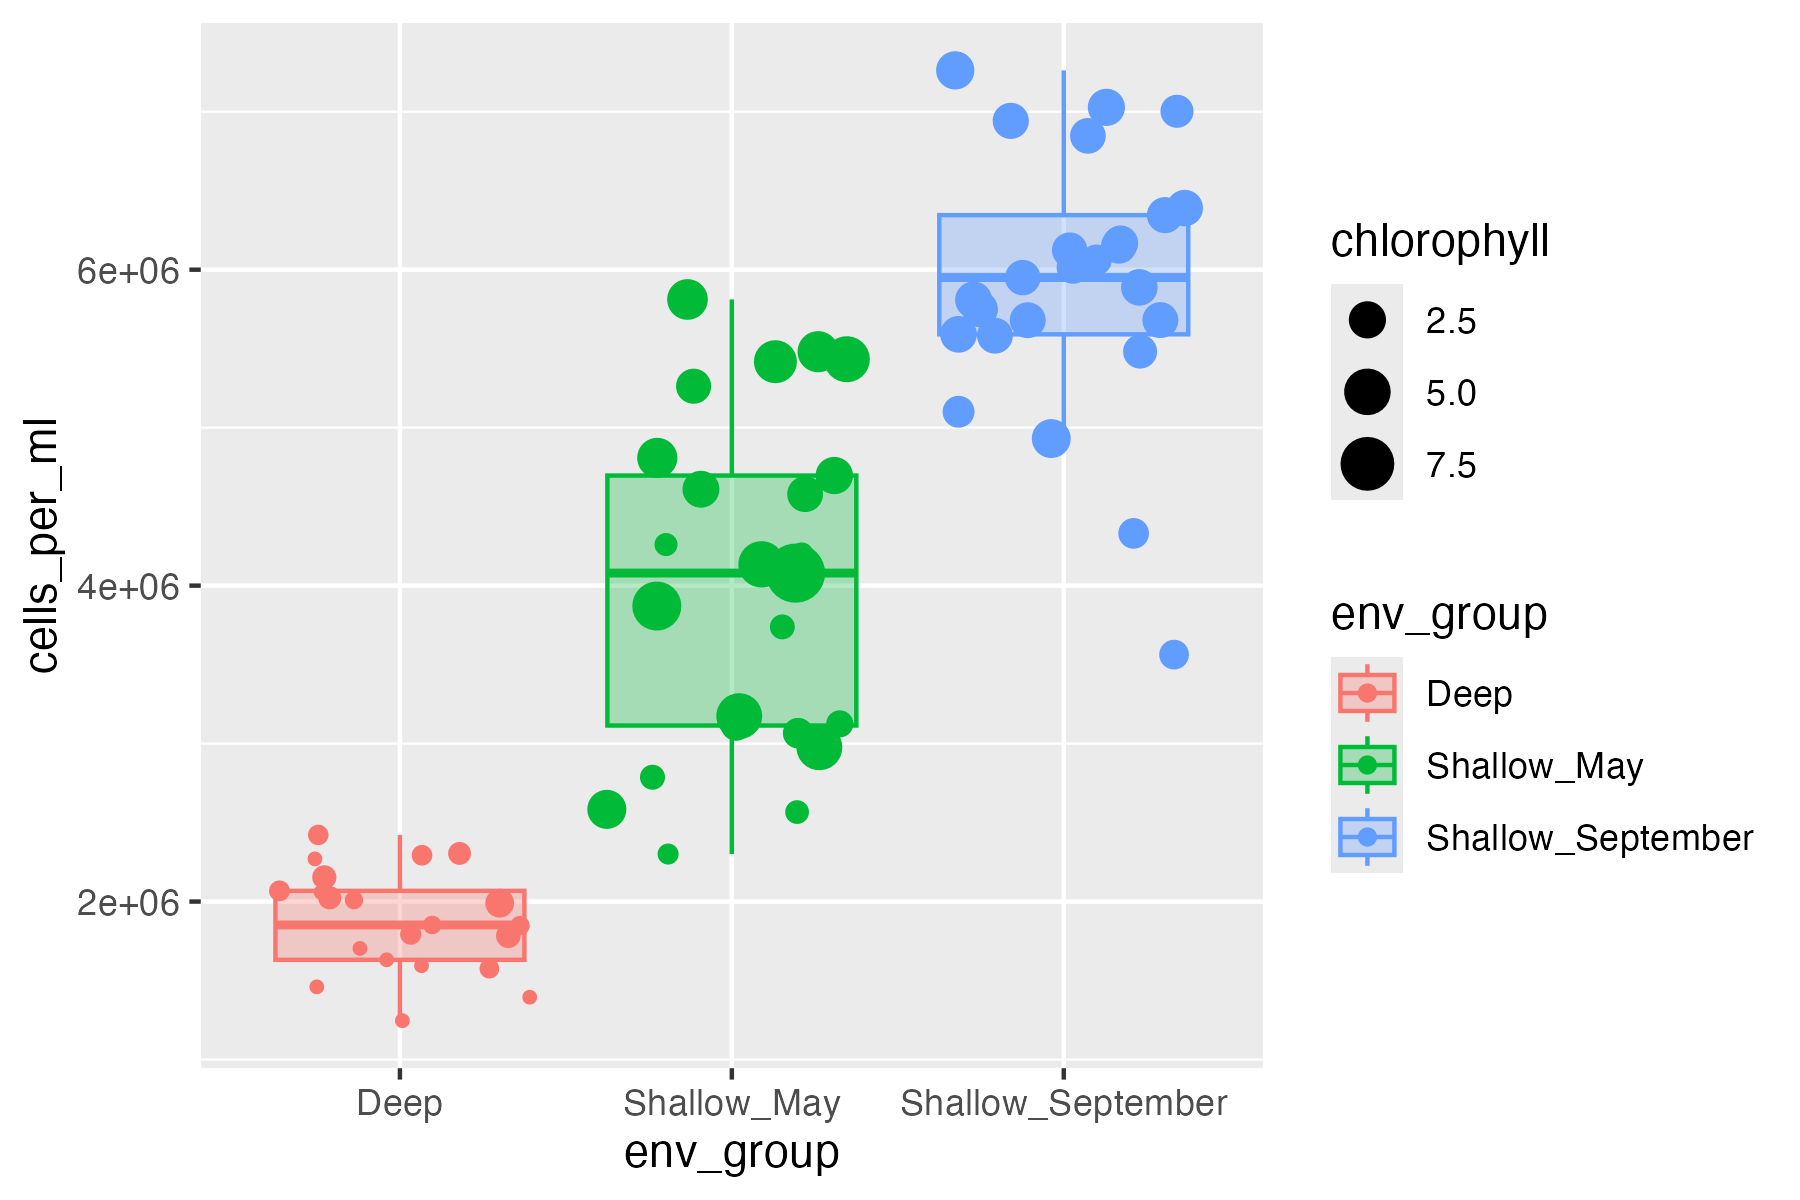 cells_per_ml
6e+06
4e+06
2e+06
Deep
Shallow_May
Shallow_September
env_group
chlorophyll
2.5
5.0
7.5
env_group
Deep
Shallow_May
Shallow_September